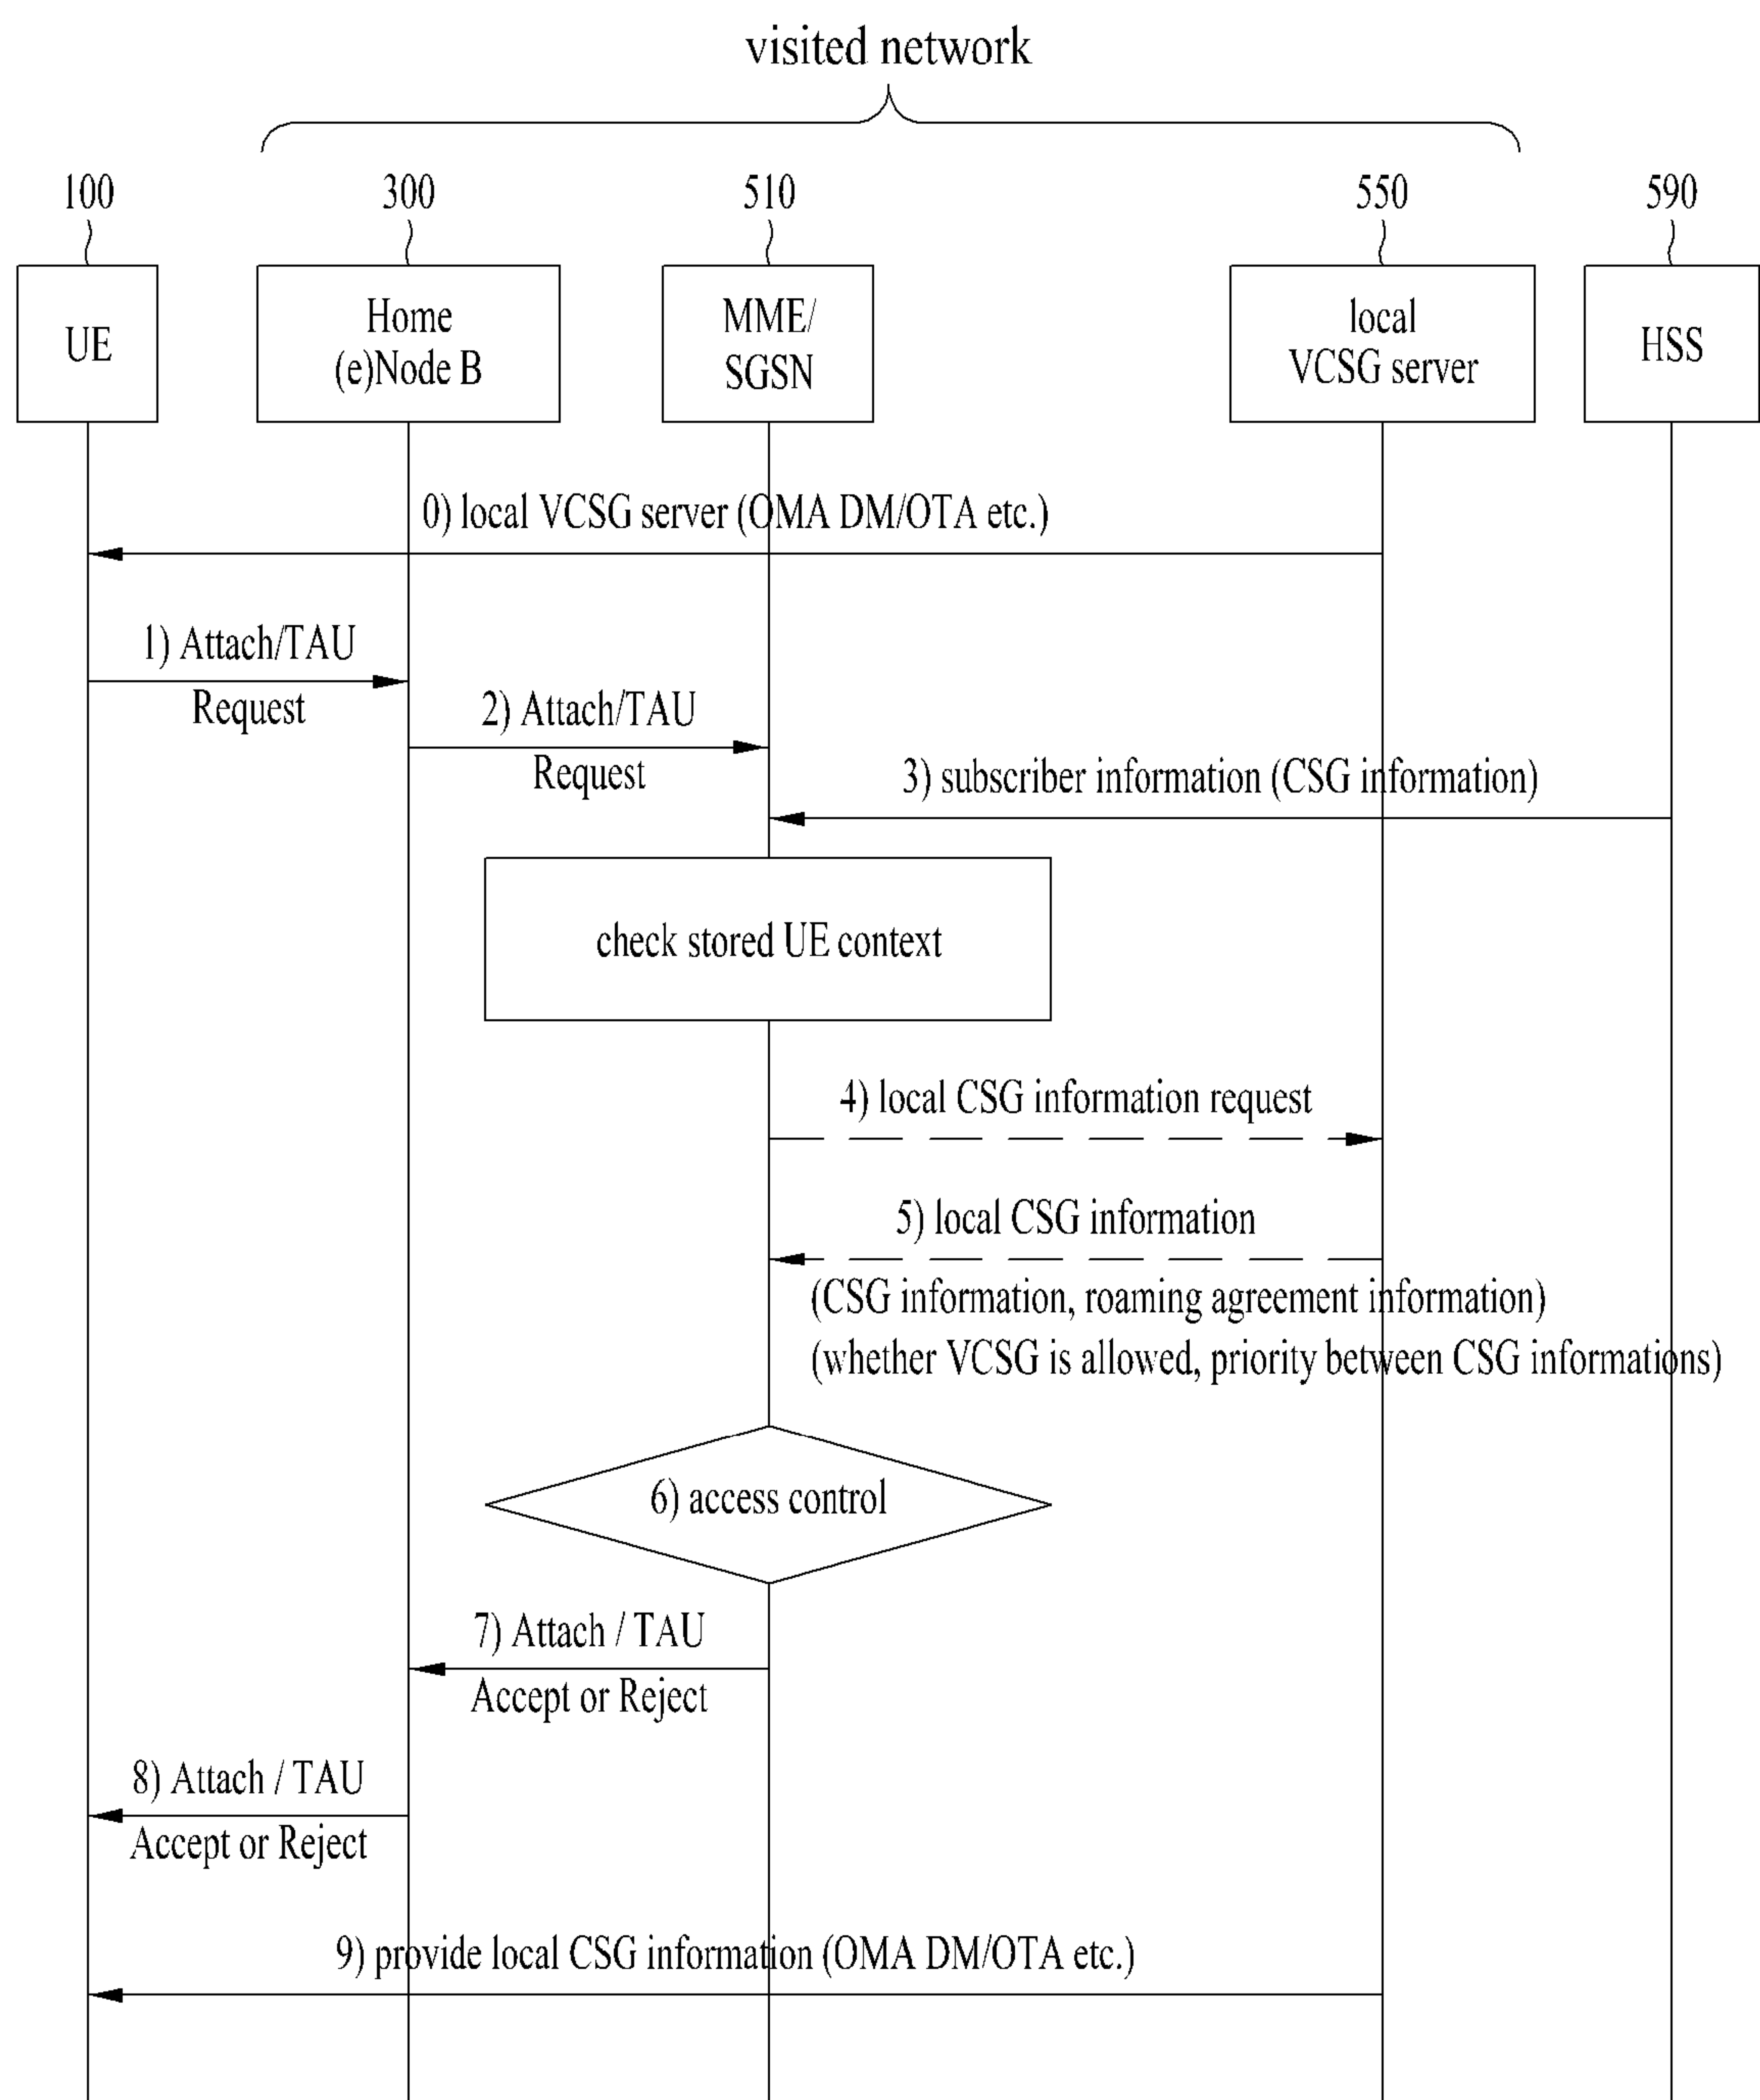 visited network
100
300
510
550
590
UE
Home
(e)Node B
MME/
SGSN
local
VCSG server
HSS
0) local VCSG server (OMA DM/OTA etc.)
1) Attach/TAU
Request
2) Attach/TAU
Request
3) subscriber information (CSG information)
check stored UE context
4) local CSG information request
5) local CSG information
(CSG information, roaming agreement information)
(whether VCSG is allowed, priority between CSG informations)
6) access control
7) Attach / TAU
Accept or Reject
8) Attach / TAU
Accept or Reject
9) provide local CSG information (OMA DM/OTA etc.)